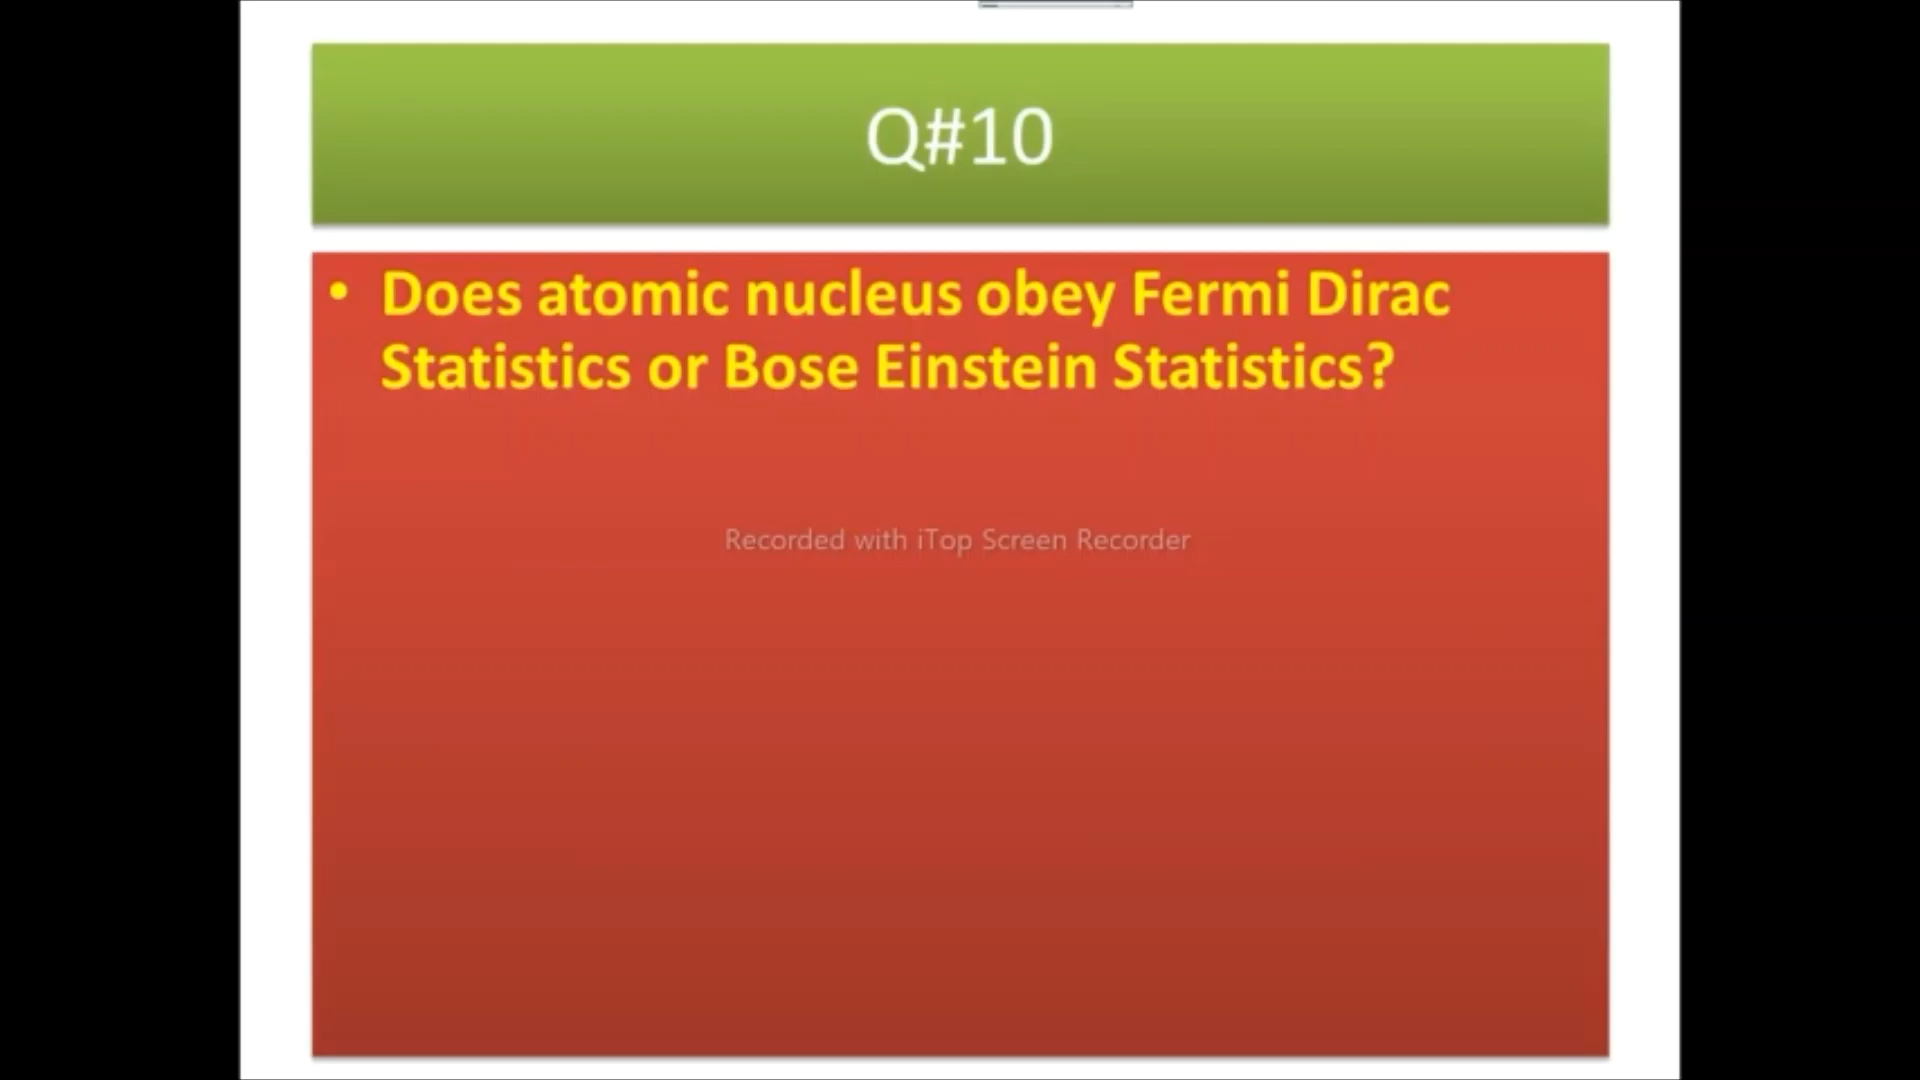 Q#10
• Does atomic nucleus obey Fermi Dirac
Statistics or Bose Einstein Statistics?
Recorded with iTop Screen Recorder